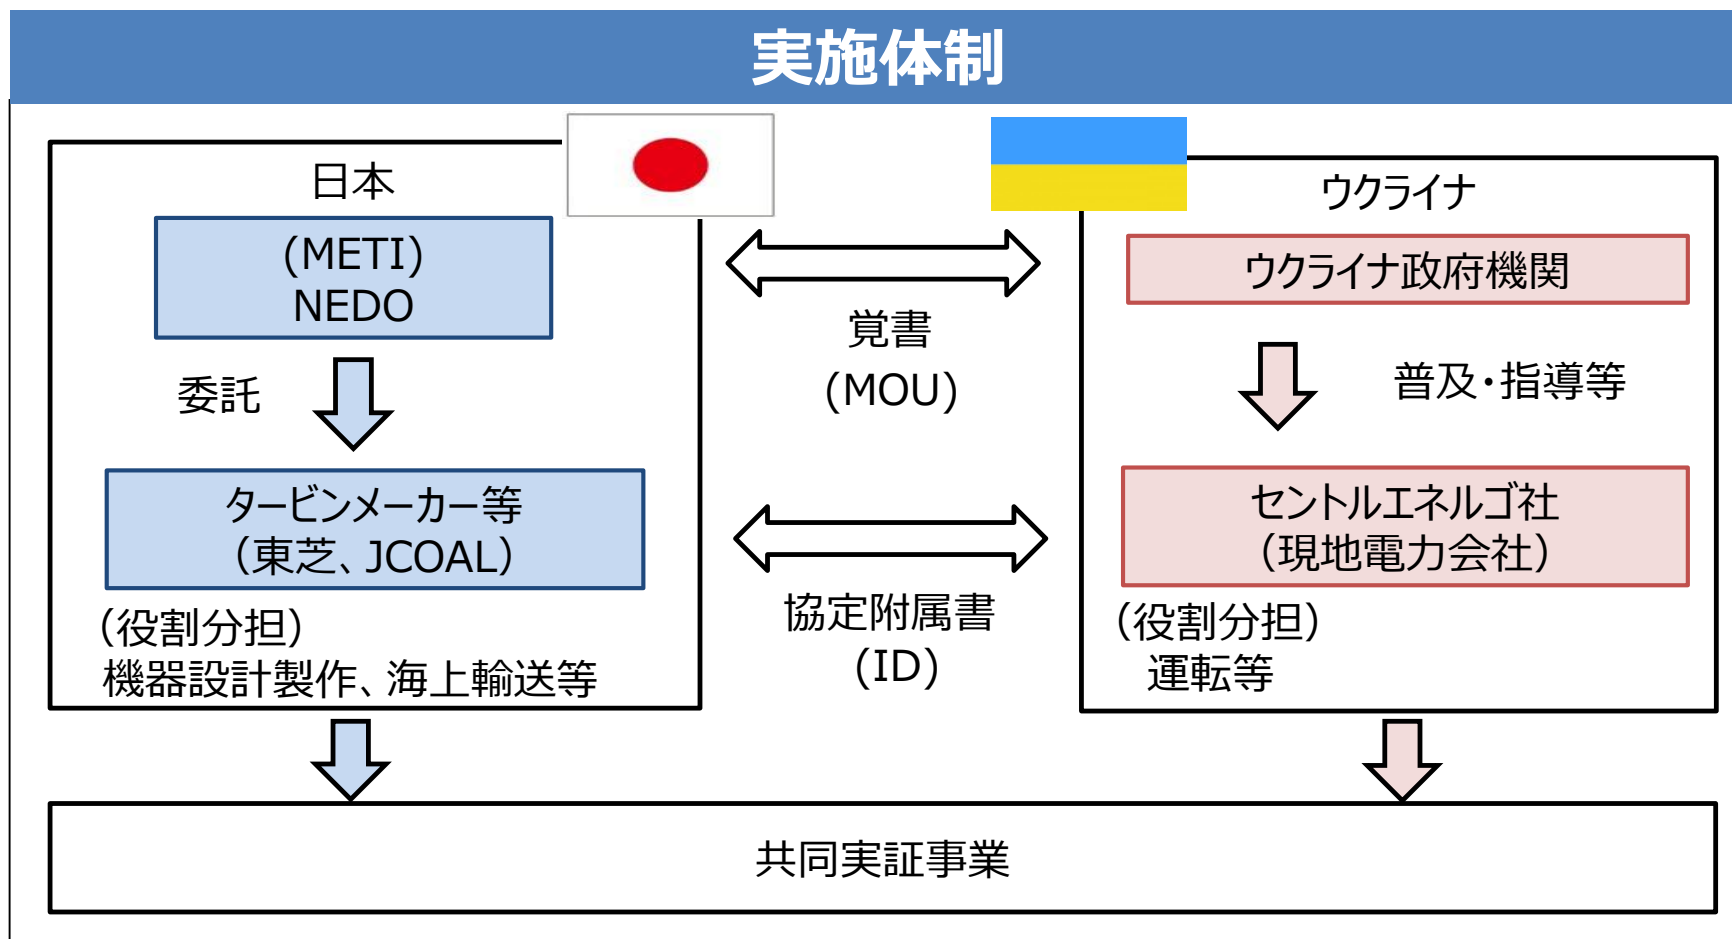 実施体制
日本
(METI)
NEDO
委託
タービンメーカー等
（東芝、JCOAL）
（役割分担）
機器設計製作、海上輸送等
覚書
(MOU)
協定附属書
(ID)
ウクライナ
ウクライナ政府機関
普及・指導等
セントルエネルゴ社
（現地電力会社）
（役割分担）
運転等
共同実証事業